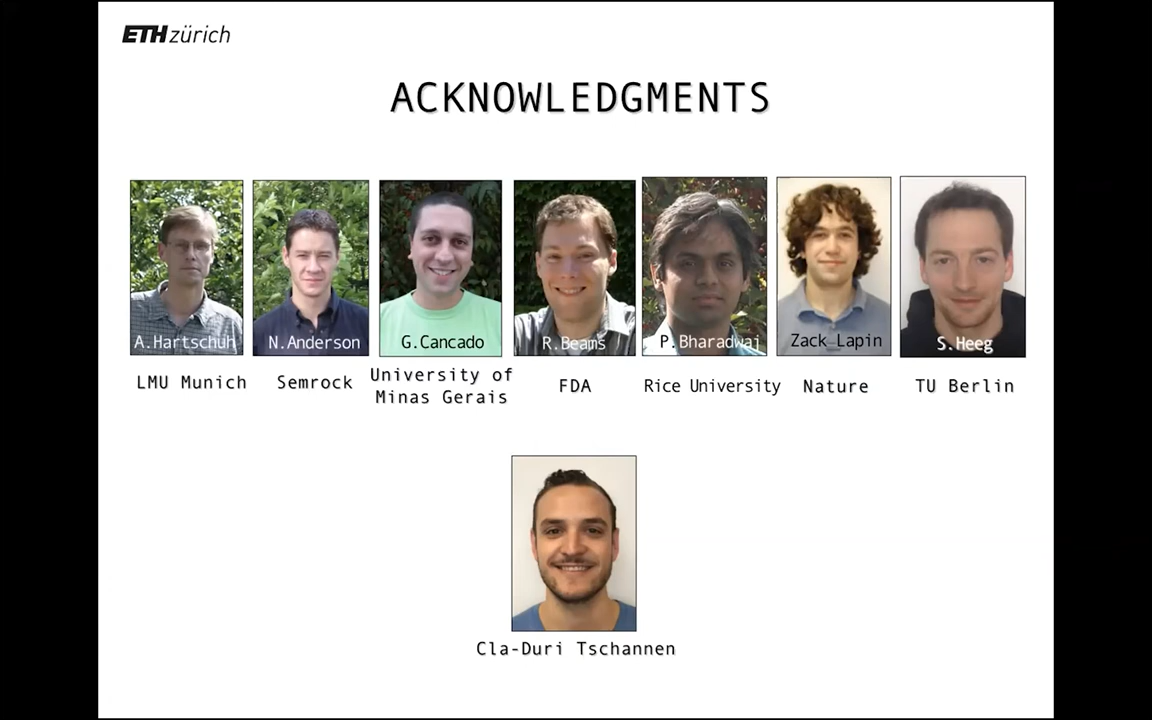 ETH zürich
ACKNOWLEDGMENTS
A.Hartschuh
N.Anderson
G.Cancado
R.Beams
P.Bharadwaj
Zack Lapin
S.Heeg
LMU Munich
Semrock
University of
Minas Gerais
FDA
Rice University
Nature
TU Berlin
Cla-Duri Tschannen